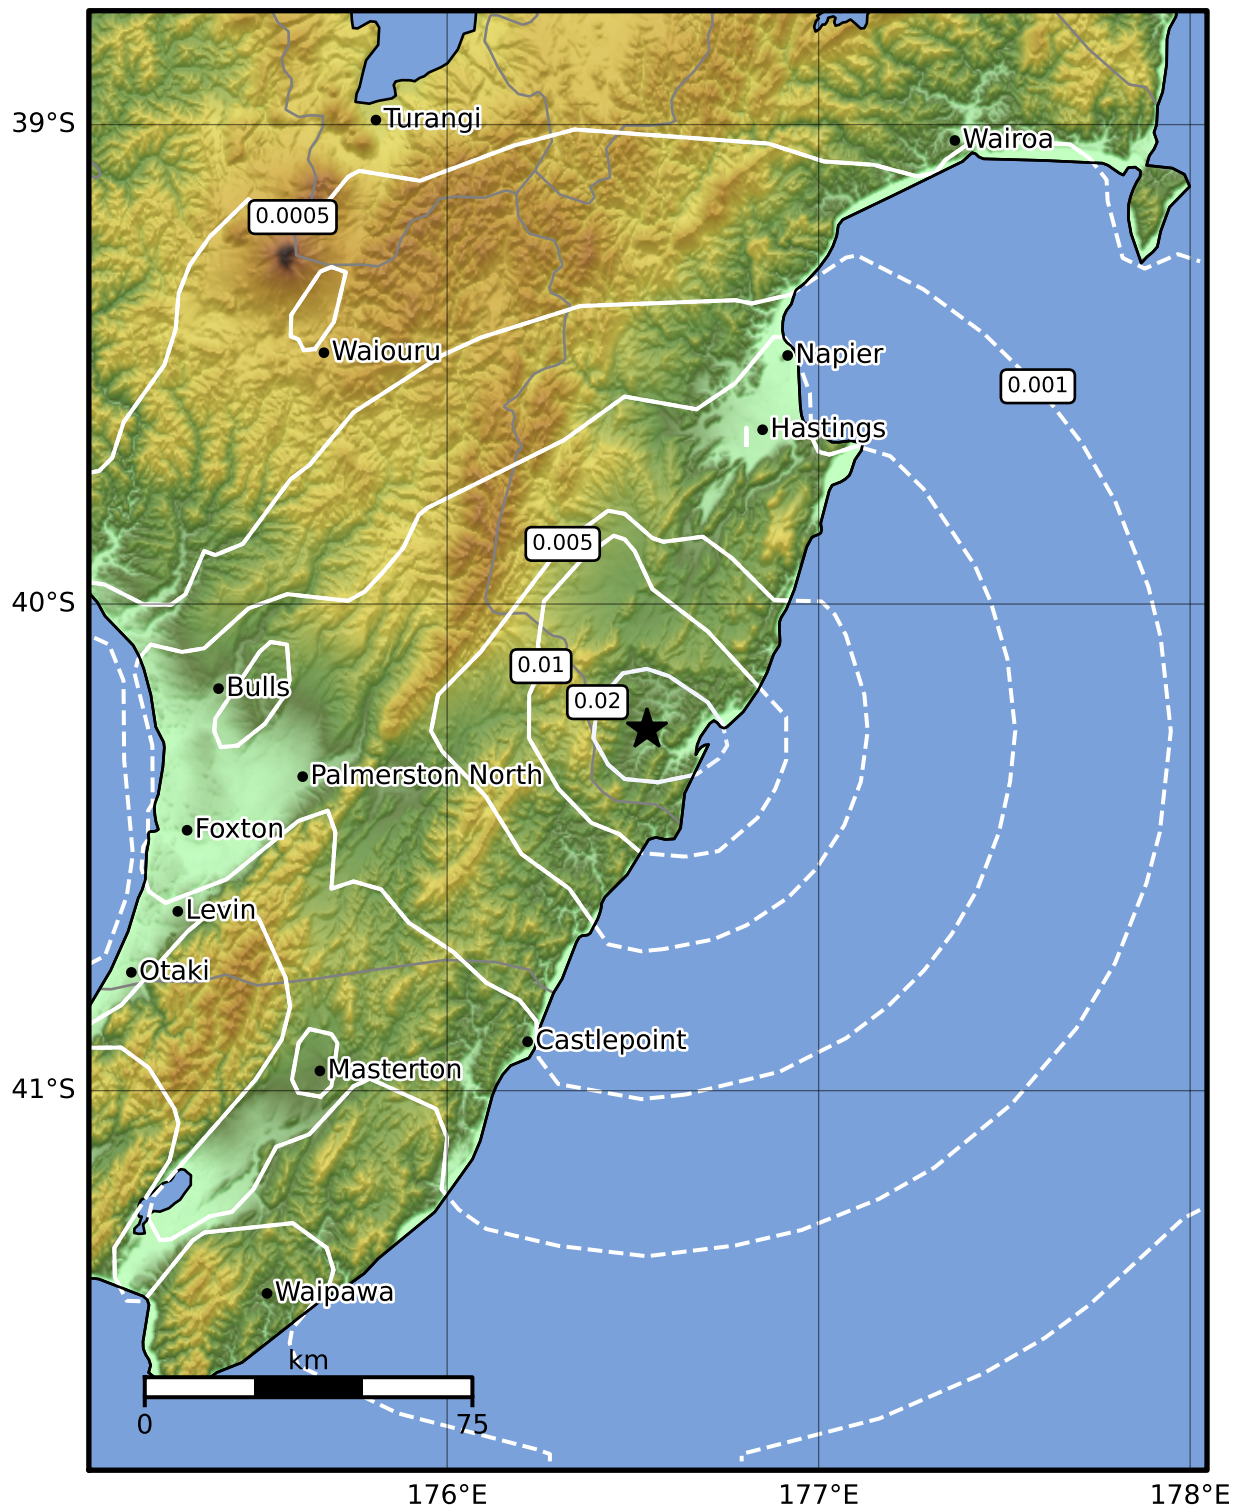 39°S
Turangi
Wairoa
0.0005
Waiouru
Napier
0.001
Hastings
0.005
40°S
0.01
Bulls
0.02
Palmerston North
Foxton
Levin
Otaki
Castlepoint
Masterton
41°S
Waipawa
km
0 75
176°E 177°E 178°E